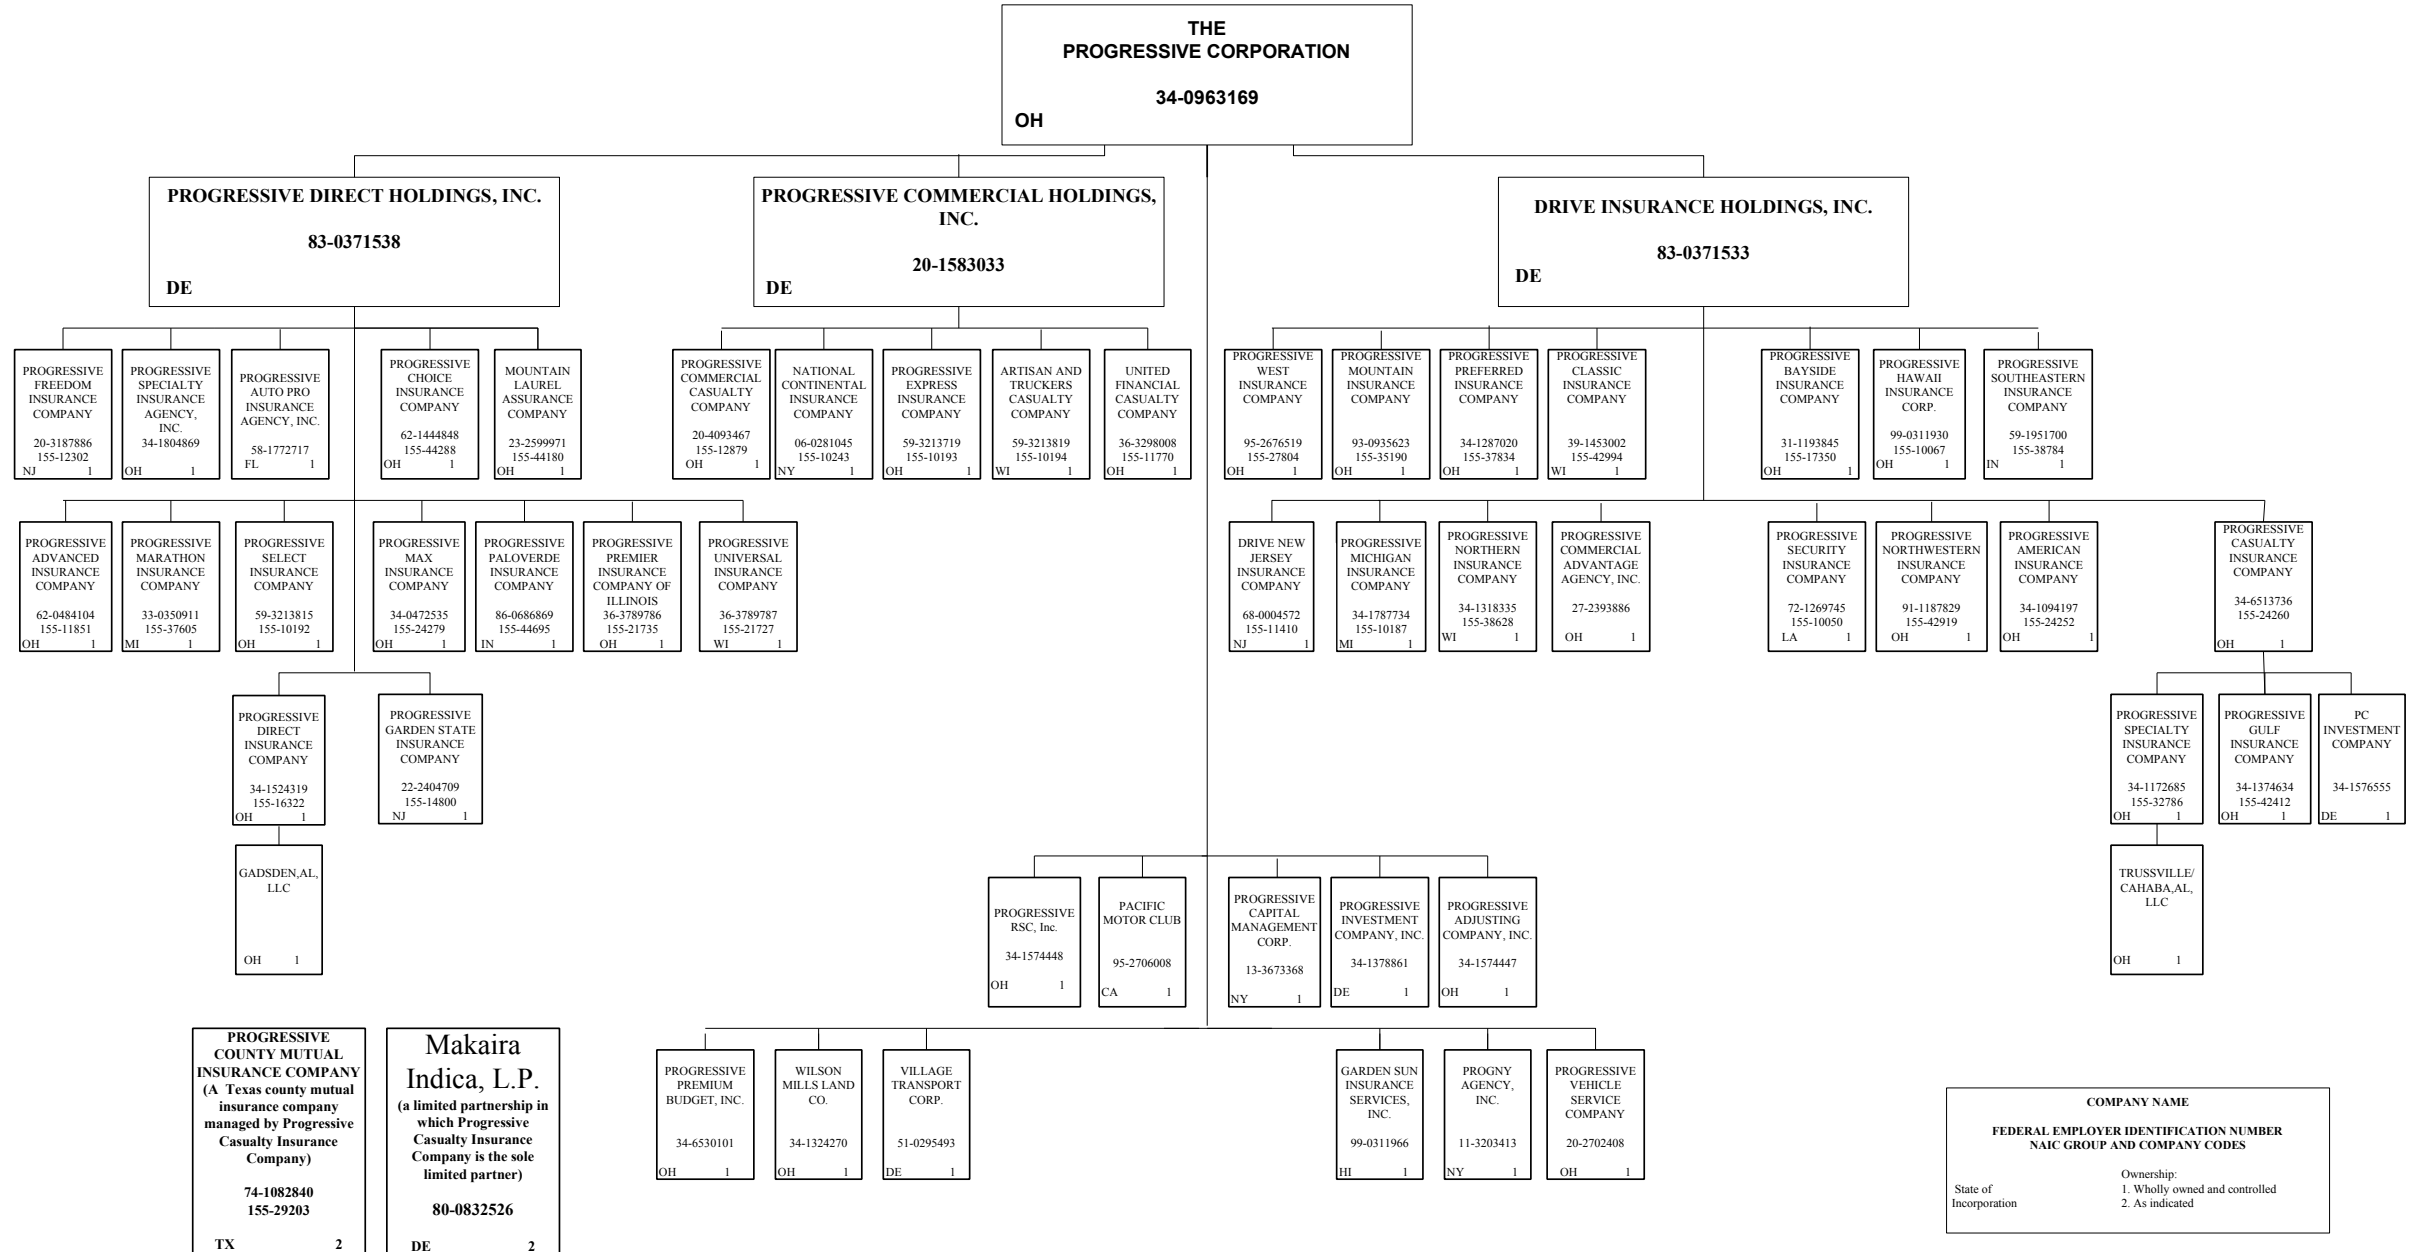 THE
PROGRESSIVE CORPORATION
34-0963169
OH
PROGRESSIVE DIRECT HOLDINGS, INC.
83-0371538
DE
PROGRESSIVE COMMERCIAL HOLDINGS,
INC.
20-1583033
DE
DRIVE INSURANCE HOLDINGS, INC.
83-0371533
DE
PROGRESSIVE
FREEDOM
INSURANCE
COMPANY
20-3187886
155-12302
NJ 1
PROGRESSIVE
SPECIALTY
INSURANCE
AGENCY,
INC.
34-1804869
OH 1
PROGRESSIVE
AUTO PRO
INSURANCE
AGENCY, INC.
58-1772717
FL 1
PROGRESSIVE
CHOICE
INSURANCE
COMPANY
62-1444848
155-44288
OH 1
MOUNTAIN
LAUREL
ASSURANCE
COMPANY
23-2599971
155-44180
OH 1
PROGRESSIVE
COMMERCIAL
CASUALTY
COMPANY
20-4093467
155-12879
OH 1
NATIONAL
CONTINENTAL
INSURANCE
COMPANY
06-0281045
155-10243
NY 1
PROGRESSIVE
EXPRESS
INSURANCE
COMPANY
59-3213719
155-10193
OH 1
ARTISAN AND
TRUCKERS
CASUALTY
COMPANY
59-3213819
155-10194
WI 1
UNITED
FINANCIAL
CASUALTY
COMPANY
36-3298008
155-11770
OH 1
PROGRESSIVE
WEST
INSURANCE
COMPANY
95-2676519
155-27804
OH 1
PROGRESSIVE
MOUNTAIN
INSURANCE
COMPANY
93-0935623
155-35190
OH 1
PROGRESSIVE
PREFERRED
INSURANCE
COMPANY
34-1287020
155-37834
OH 1
PROGRESSIVE
CLASSIC
INSURANCE
COMPANY
39-1453002
155-42994
WI 1
PROGRESSIVE
BAYSIDE
INSURANCE
COMPANY
31-1193845
155-17350
OH 1
PROGRESSIVE
HAWAII
INSURANCE
CORP.
99-0311930
155-10067
OH 1
PROGRESSIVE
SOUTHEASTERN
INSURANCE
COMPANY
59-1951700
155-38784
IN 1
PROGRESSIVE
ADVANCED
INSURANCE
COMPANY
62-0484104
155-11851
OH 1
PROGRESSIVE
MARATHON
INSURANCE
COMPANY
33-0350911
155-37605
MI 1
PROGRESSIVE
SELECT
INSURANCE
COMPANY
59-3213815
155-10192
OH 1
PROGRESSIVE
MAX
INSURANCE
COMPANY
34-0472535
155-24279
OH 1
PROGRESSIVE
PALOVERDE
INSURANCE
COMPANY
86-0686869
155-44695
IN 1
PROGRESSIVE
PREMIER
INSURANCE
COMPANY OF
ILLINOIS
36-3789786
155-21735
OH 1
PROGRESSIVE
UNIVERSAL
INSURANCE
COMPANY
36-3789787
155-21727
WI 1
DRIVE NEW
JERSEY
INSURANCE
COMPANY
68-0004572
155-11410
NJ 1
PROGRESSIVE
MICHIGAN
INSURANCE
COMPANY
34-1787734
155-10187
MI 1
PROGRESSIVE
NORTHERN
INSURANCE
COMPANY
34-1318335
155-38628
WI 1
PROGRESSIVE
COMMERCIAL
ADVANTAGE
AGENCY, INC.
27-2393886
OH 1
PROGRESSIVE
SECURITY
INSURANCE
COMPANY
72-1269745
155-10050
LA 1
PROGRESSIVE
NORTHWESTERN
INSURANCE
COMPANY
91-1187829
155-42919
OH 1
PROGRESSIVE
AMERICAN
INSURANCE
COMPANY
34-1094197
155-24252
OH 1
PROGRESSIVE
CASUALTY
INSURANCE
COMPANY
34-6513736
155-24260
OH 1
PROGRESSIVE
DIRECT
INSURANCE
COMPANY
34-1524319
155-16322
OH 1
PROGRESSIVE
GARDEN STATE
INSURANCE
COMPANY
22-2404709
155-14800
NJ 1
PROGRESSIVE
SPECIALTY
INSURANCE
COMPANY
34-1172685
155-32786
OH 1
PROGRESSIVE
GULF
INSURANCE
COMPANY
34-1374634
155-42412
OH 1
PC
INVESTMENT
COMPANY
34-1576555
DE 1
GADSDEN,AL,
LLC
OH 1
TRUSSVILLE/
CAHABA,AL,
LLC
OH 1
PROGRESSIVE
RSC, Inc.
34-1574448
OH 1
PACIFIC
MOTOR CLUB
95-2706008
CA 1
PROGRESSIVE
CAPITAL
MANAGEMENT
CORP.
13-3673368
NY 1
PROGRESSIVE
INVESTMENT
COMPANY, INC.
34-1378861
DE 1
PROGRESSIVE
ADJUSTING
COMPANY, INC.
34-1574447
OH 1
PROGRESSIVE
COUNTY MUTUAL
INSURANCE COMPANY
(A Texas county mutual
insurance company
managed by Progressive
Casualty Insurance
Company)
74-1082840
155-29203
TX 2
Makaira
Indica, L.P.
(a limited partnership in
which Progressive
Casualty Insurance
Company is the sole
limited partner)
80-0832526
DE 2
PROGRESSIVE
PREMIUM
BUDGET, INC.
34-6530101
OH 1
WILSON
MILLS LAND
CO.
34-1324270
OH 1
VILLAGE
TRANSPORT
CORP.
51-0295493
DE 1
GARDEN SUN
INSURANCE
SERVICES,
INC.
99-0311966
HI 1
PROGNY
AGENCY,
INC.
11-3203413
NY 1
PROGRESSIVE
VEHICLE
SERVICE
COMPANY
20-2702408
OH 1
COMPANY NAME
FEDERAL EMPLOYER IDENTIFICATION NUMBER
NAIC GROUP AND COMPANY CODES
Ownership:
State of 1. Wholly owned and controlled
Incorporation 2. As indicated